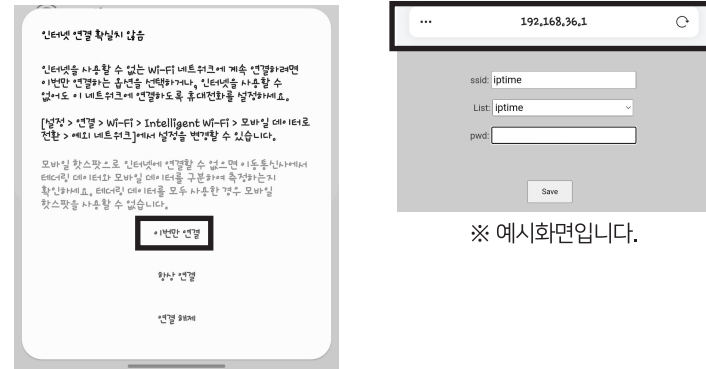 인터넷 연결 확실치 않음
인터넷을 사용할 수 없는 Wi-Fi 네트워크에 계속 연결하려면
이번만 연결하는 옵션을 선택하거나, 인터넷을 사용할 수
없어도 이 네트워크에 연결하도록 휴대전화를 설정하세요.
[설정 > 연결 > Wi-Fi > Intelligent Wi-Fi > 모바일 데이터로
전환 > 예외 네트워크]에서 설정을 변경할 수 있습니다.
모바일 핫스팟으로 인터넷에 연결할 수 없으면 이동통신사에서
테더링 데이터와 모바일 데이터를 구분하여 측정하는지
확인하세요. 테더링 데이터를 모두 사용한 경우 모바일
핫스팟을 사용할 수 없습니다.
이번만 연결
항상 연결
연결 해제
192.168.36.1
ssid: iptime
List: iptime
pwd:
Save
※ 예시화면입니다.